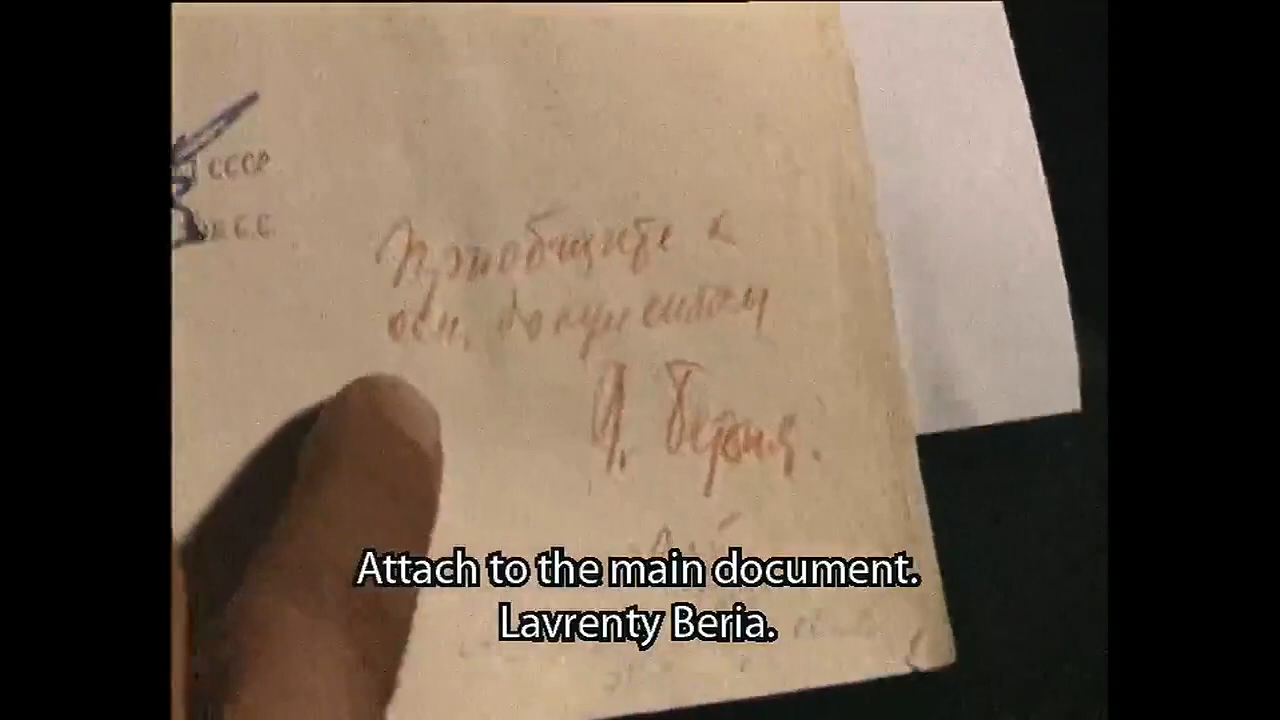 СССР
Б.С.
Приобщите к
осн. документам
Л. Берия.
Attach to the main document.
Lavrenty Beria.